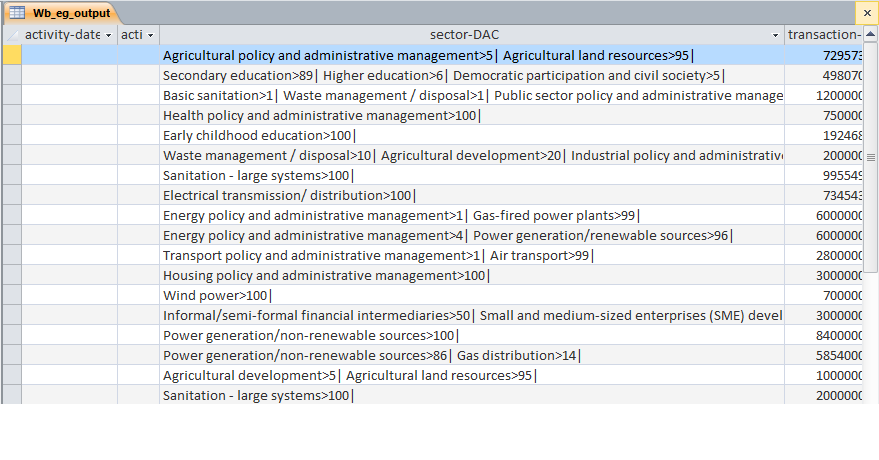 Wb_eg_output
activity-date acti sector-DAC transaction-
Agricultural policy and administrative management>5| Agricultural land resources>95| 729573
Secondary education>89| Higher education>6| Democratic participation and civil society>5| 498070
Basic sanitation>1| Waste management / disposal>1| Public sector policy and administrative manage 1200000
Health policy and administrative management>100| 750000
Early childhood education>100| 192468
Waste management / disposal>10| Agricultural development>20| Industrial policy and administrativ 200000
Sanitation - large systems>100| 995549
Electrical transmission/ distribution>100| 734543
Energy policy and administrative management>1| Gas-fired power plants>99| 6000000
Energy policy and administrative management>4| Power generation/renewable sources>96| 6000000
Transport policy and administrative management>1| Air transport>99| 2800000
Housing policy and administrative management>100| 3000000
Wind power>100| 700000
Informal/semi-formal financial intermediaries>50| Small and medium-sized enterprises (SME) devel 3000000
Power generation/non-renewable sources>100| 8400000
Power generation/non-renewable sources>86| Gas distribution>14| 5854000
Agricultural development>5| Agricultural land resources>95| 1000000
Sanitation - large systems>100| 2000000